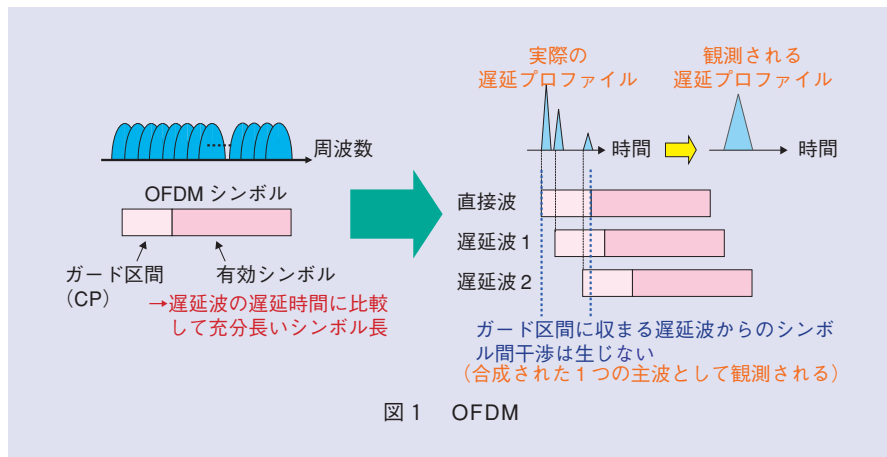 周波数
OFDM シンボル
ガード区間
(CP)
有効シンボル
→遅延波の遅延時間に比較
して充分長いシンボル長
実際の
遅延プロファイル
観測される
遅延プロファイル
時間
時間
直接波
遅延波 1
遅延波 2
ガード区間に収まる遅延波からのシンボ
ル間干渉は生じない
(合成された 1 つの主波として観測される)
図 1 OFDM